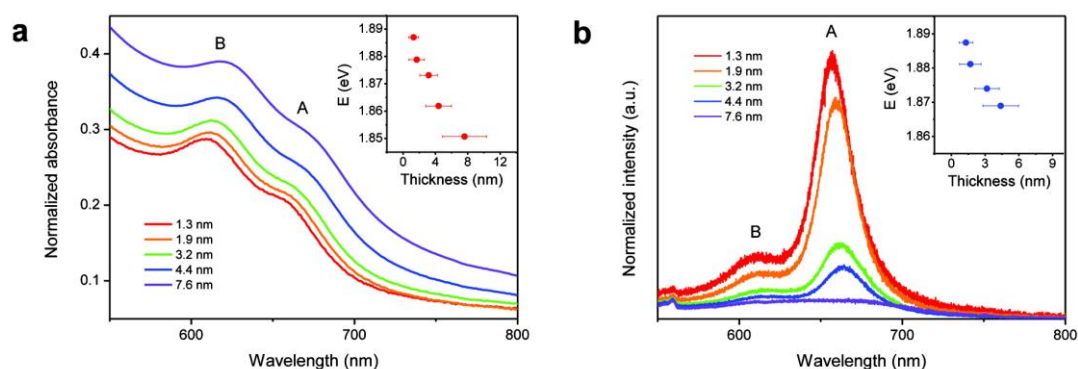 a
B
A
0.4
0.3
0.2
0.1
Normalized absorbance
600
700
800
Wavelength (nm)
1.3 nm
1.9 nm
3.2 nm
4.4 nm
7.6 nm
1.89
1.88
1.87
1.86
1.85
E (eV)
0
4
8
12
Thickness (nm)
b
A
B
Normalized intensity (a.u.)
1.3 nm
1.9 nm
3.2 nm
4.4 nm
7.6 nm
600
700
800
Wavelength (nm)
1.89
1.88
1.87
1.86
E (eV)
0
3
6
9
Thickness (nm)